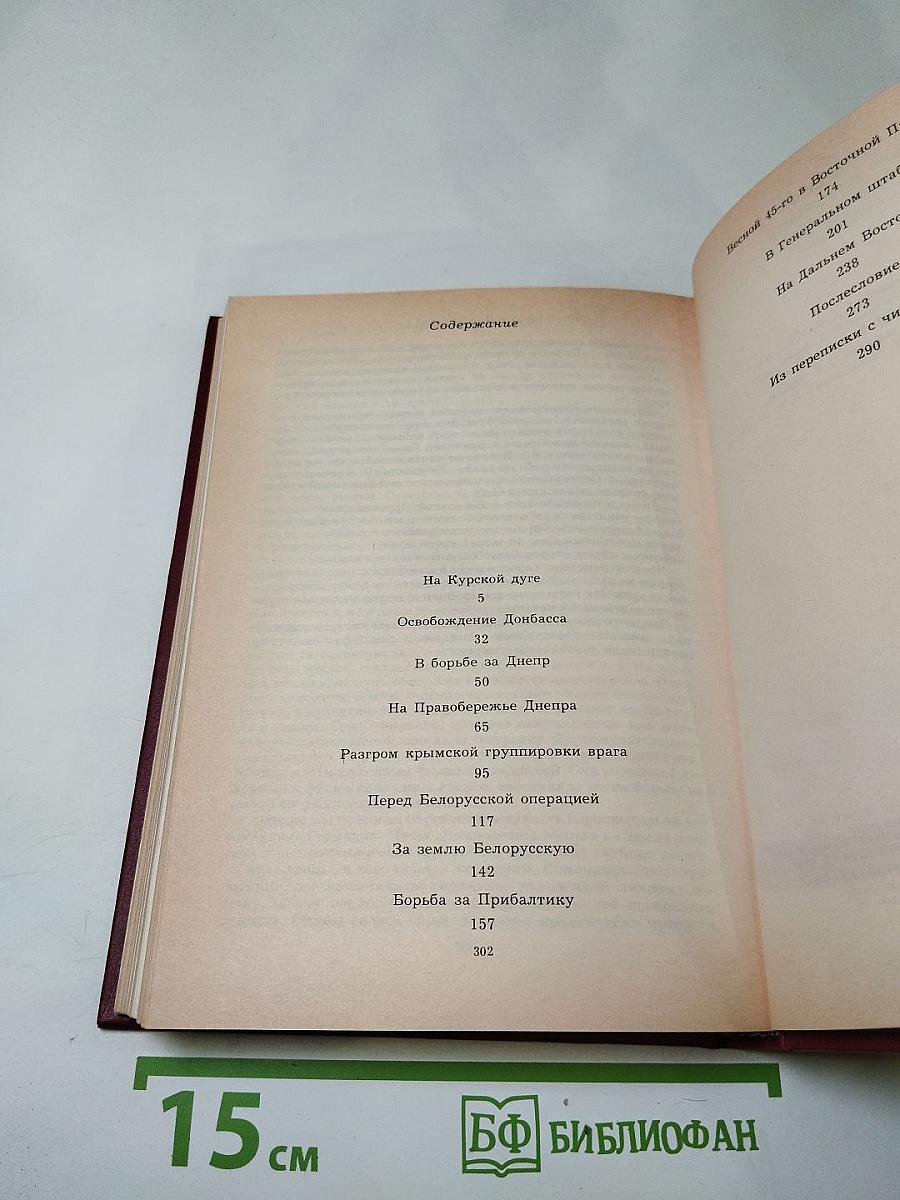 Содержание
На Курской дуге
5
Освобождение Донбасса
32
В борьбе за Днепр
50
На Правобережье Днепра
65
Разгром крымской группировки врага
95
Перед Белорусской операцией
117
За землю Белорусскую
142
Борьба за Прибалтику
157
302
Весной 45-го в Восточной
174
В Генеральном
201
На Дальнем
238
Послесловие
273
Из переписки с
290
15 см
БФ БИБЛИОФАН